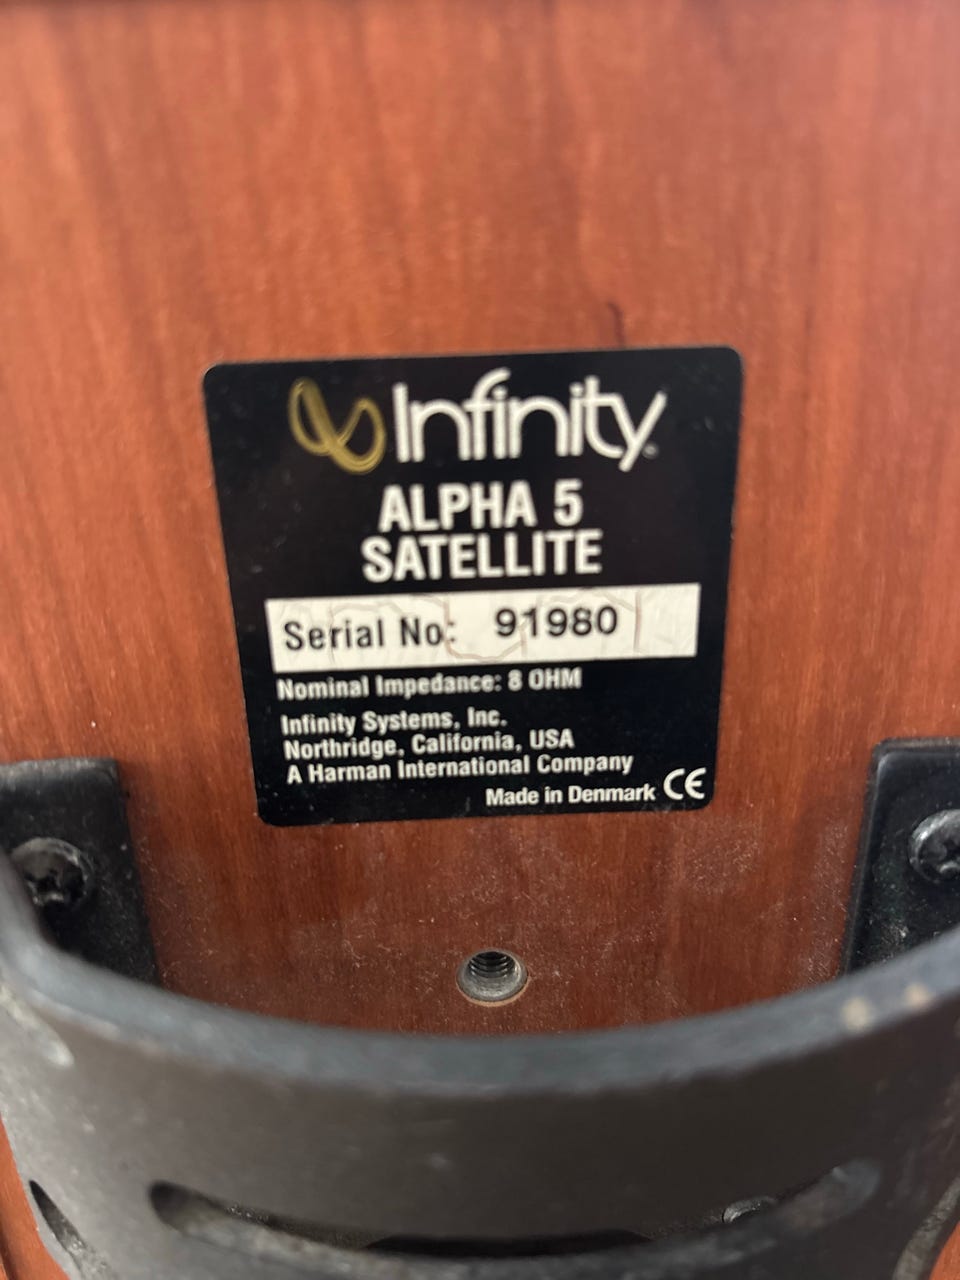 Infinity
ALPHA 5
SATELLITE
Serial No: 91980
Nominal Impedance: 8 OHM
Infinity Systems, Inc.
Northridge, California, USA
A Harman International Company
Made in Denmark CE